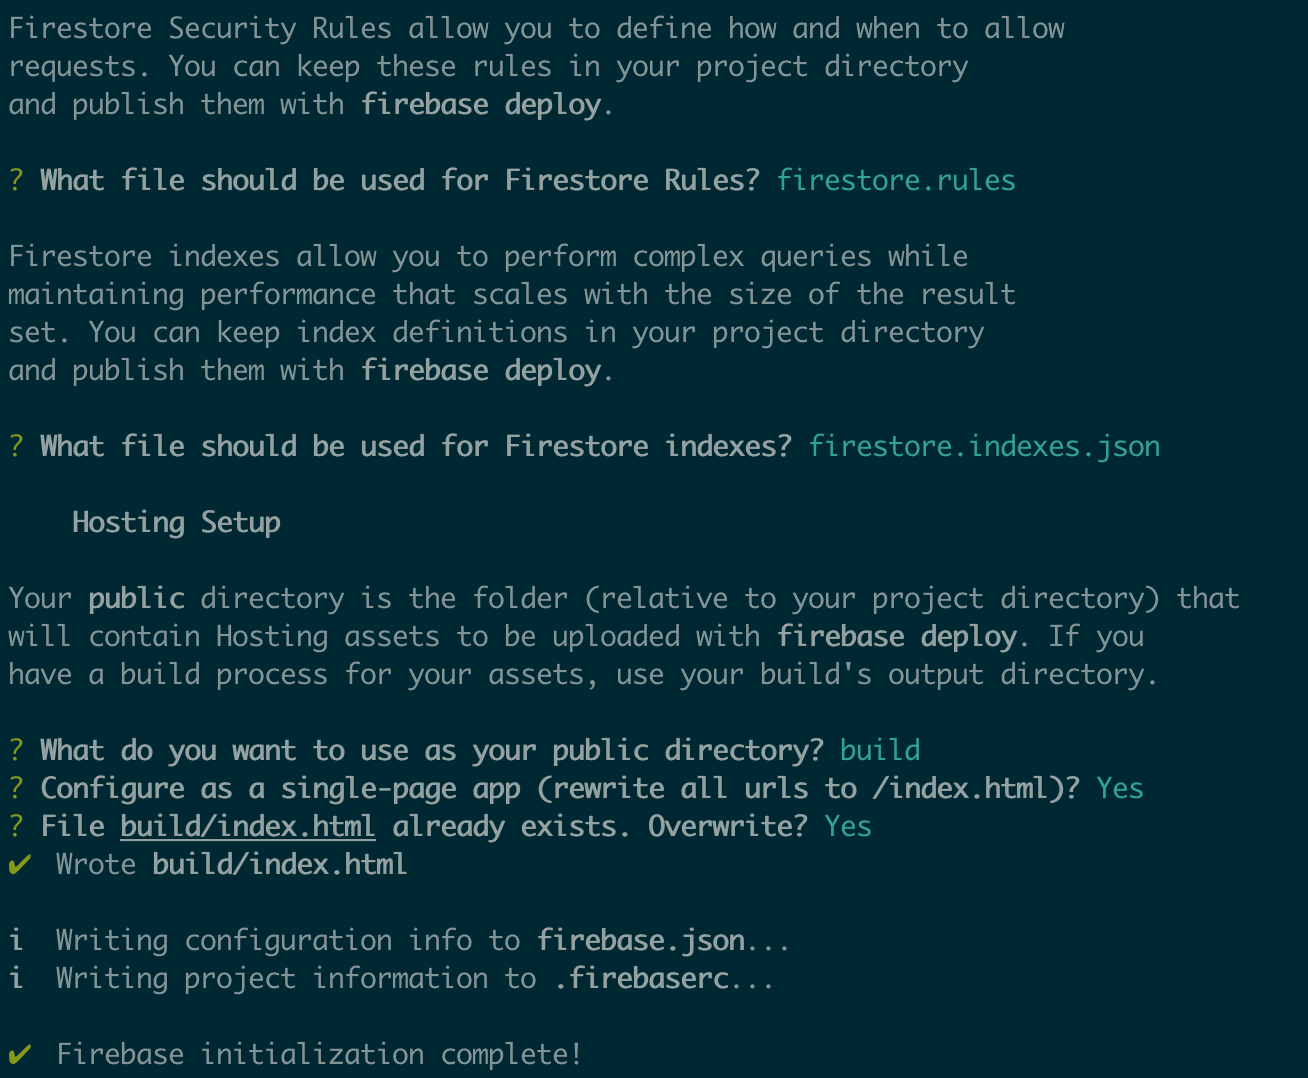 Firestore Security Rules allow you to define how and when to allow
requests. You can keep these rules in your project directory
and publish them with firebase deploy.
? What file should be used for Firestore Rules? firestore.rules
Firestore indexes allow you to perform complex queries while
maintaining performance that scales with the size of the result
set. You can keep index definitions in your project directory
and publish them with firebase deploy.
? What file should be used for Firestore indexes? firestore.indexes.json
Hosting Setup
Your public directory is the folder (relative to your project directory) that
will contain Hosting assets to be uploaded with firebase deploy. If you
have a build process for your assets, use your build's output directory.
? What do you want to use as your public directory? build
? Configure as a single-page app (rewrite all urls to /index.html)? Yes
? File build/index.html already exists. Overwrite? Yes
✔ Wrote build/index.html
i Writing configuration info to firebase.json...
i Writing project information to .firebaserc...
✔ Firebase initialization complete!